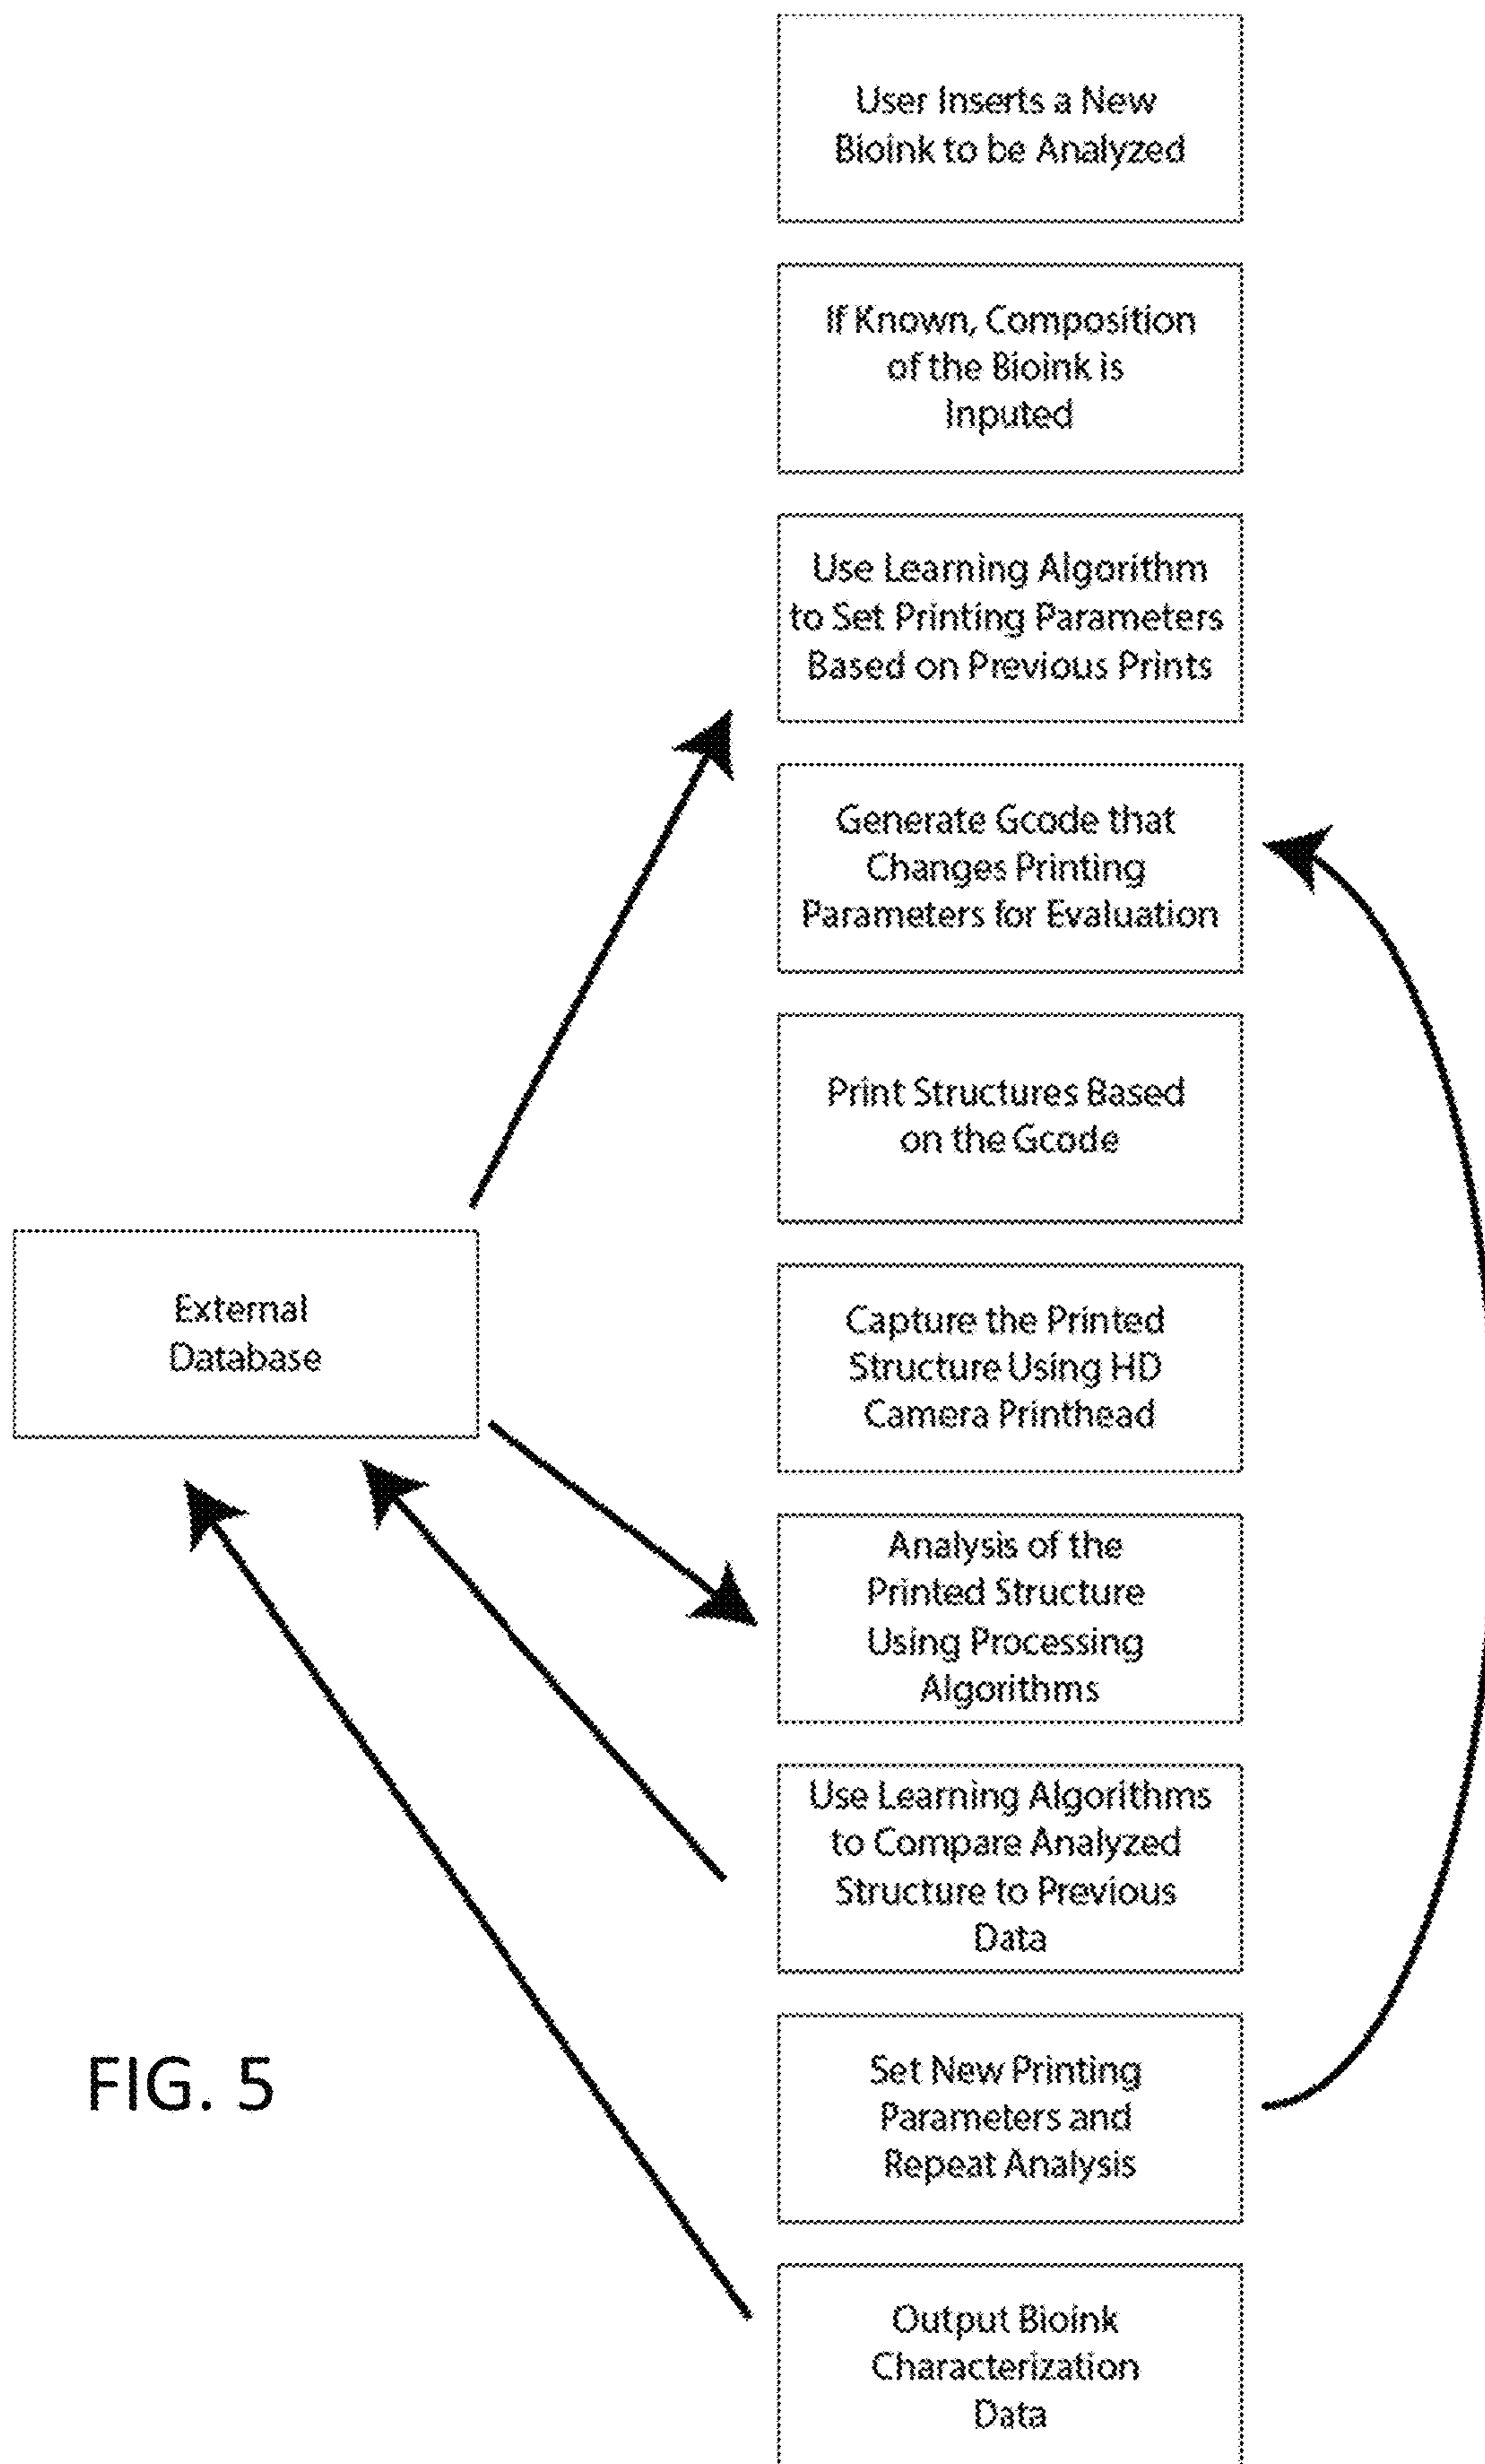 User Inserts a New
Bioink to be Analyzed
If Known, Composition
of the Bioink is
Inputed
Use Learning Algorithm
to Set Printing Parameters
Based on Previous Prints
Generate Gcode that
Changes Printing
Parameters for Evaluation
Print Structures Based
on the Gcode
External
Database
Capture the Printed
Structure Using HD
Camera Printhead
Analysis of the
Printed Structure
Using Processing
Algorithms
Use Learning Algorithms
to Compare Analyzed
Structure to Previous
Data
Set New Printing
Parameters and
Repeat Analysis
FIG. 5
Output Bioink
Characterization
Data